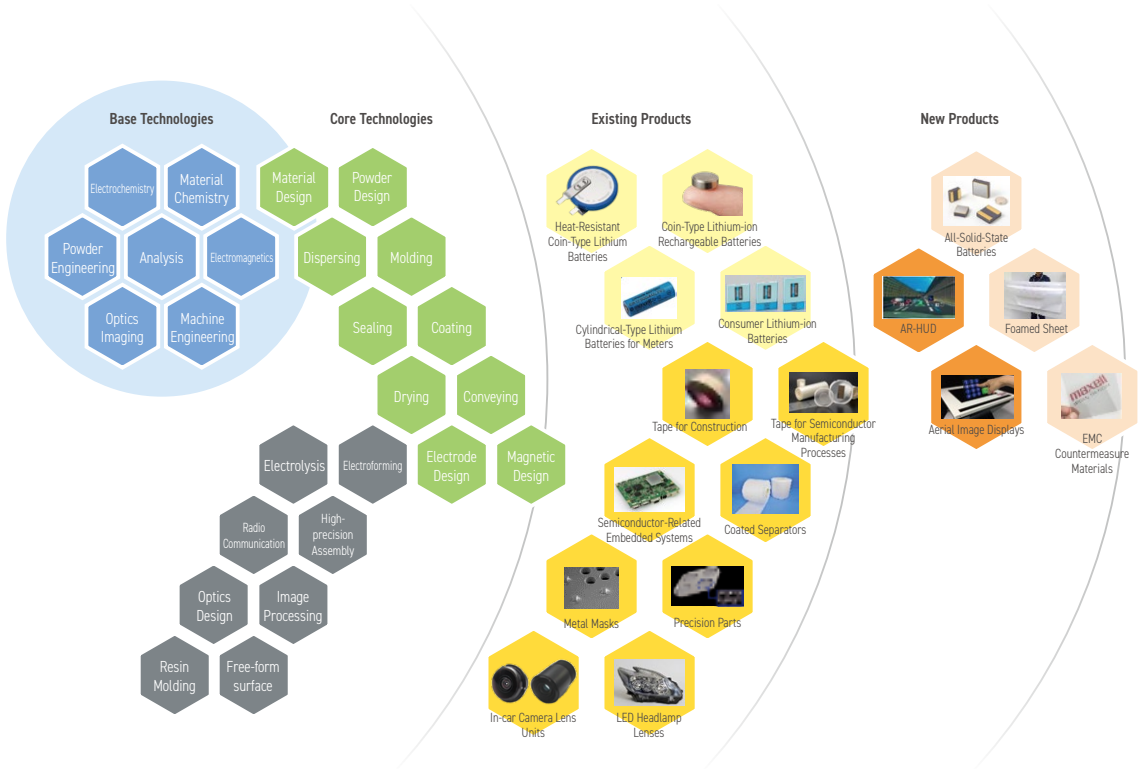 Base Technologies
Core Technologies
Existing Products
New Products
Electrochemistry
Material
Chemistry
Powder
Engineering
Analysis
Electromagnetics
Optics
Imaging
Machine
Engineering
Material
Design
Powder
Design
Dispersing
Molding
Sealing
Coating
Drying
Conveying
Electrode
Design
Magnetic
Design
Electrolysis
Electroforming
Radio
Communication
High-
precision
Assembly
Optics
Design
Image
Processing
Resin
Molding
Free-form
surface
Heat-Resistant
Coin-Type Lithium
Batteries
Coin-Type Lithium-ion
Rechargeable Batteries
Cylindrical-Type Lithium
Batteries for Meters
Consumer Lithium-ion
Batteries
Tape for Construction
Tape for Semiconductor
Manufacturing
Processes
Semiconductor-Related
Embedded Systems
Coated Separators
Metal Masks
Precision Parts
In-car Camera Lens
Units
LED Headlamp
Lenses
All-Solid-State
Batteries
AR-HUD
Foamed Sheet
Aerial Image Displays
maxell
EMC
Countermeasure
Materials